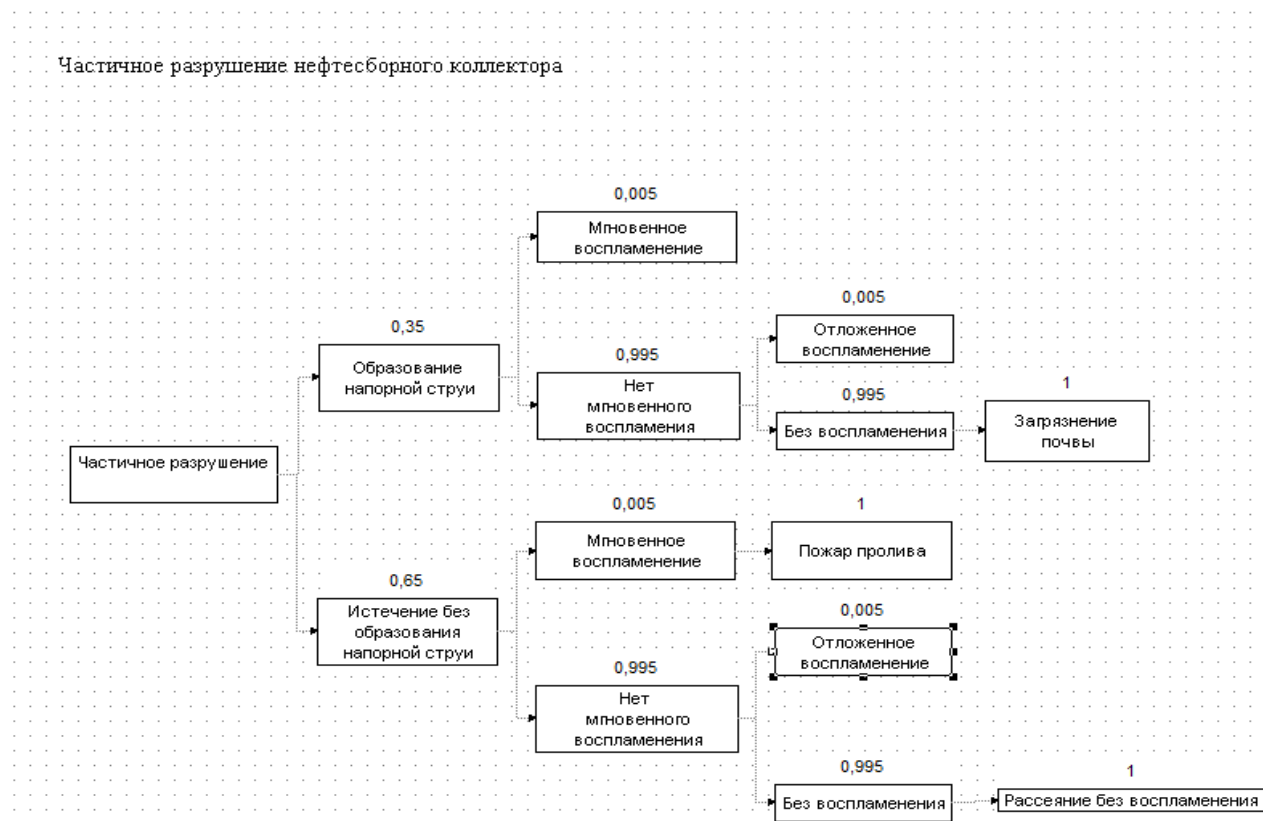 Частичное разрушение нефтесборного коллектора
0,005
Мгновенное
воспламенение
0,005
Отложенное
воспламенение
0,35
Образование
напорной струи
0,995
Нет
мгновенного
воспламения
0,995
Без воспламенения
1
Загрязнение
почвы
Частичное разрушение
0,005
Мгновенное
воспламенение
1
Пожар пролива
0,65
Истечение без
образования
напорной струи
0,005
Отложенное
воспламенение
0,995
Нет
мгновенного
воспламенения
0,995
Без воспламенения
1
Рассеяние без воспламенения